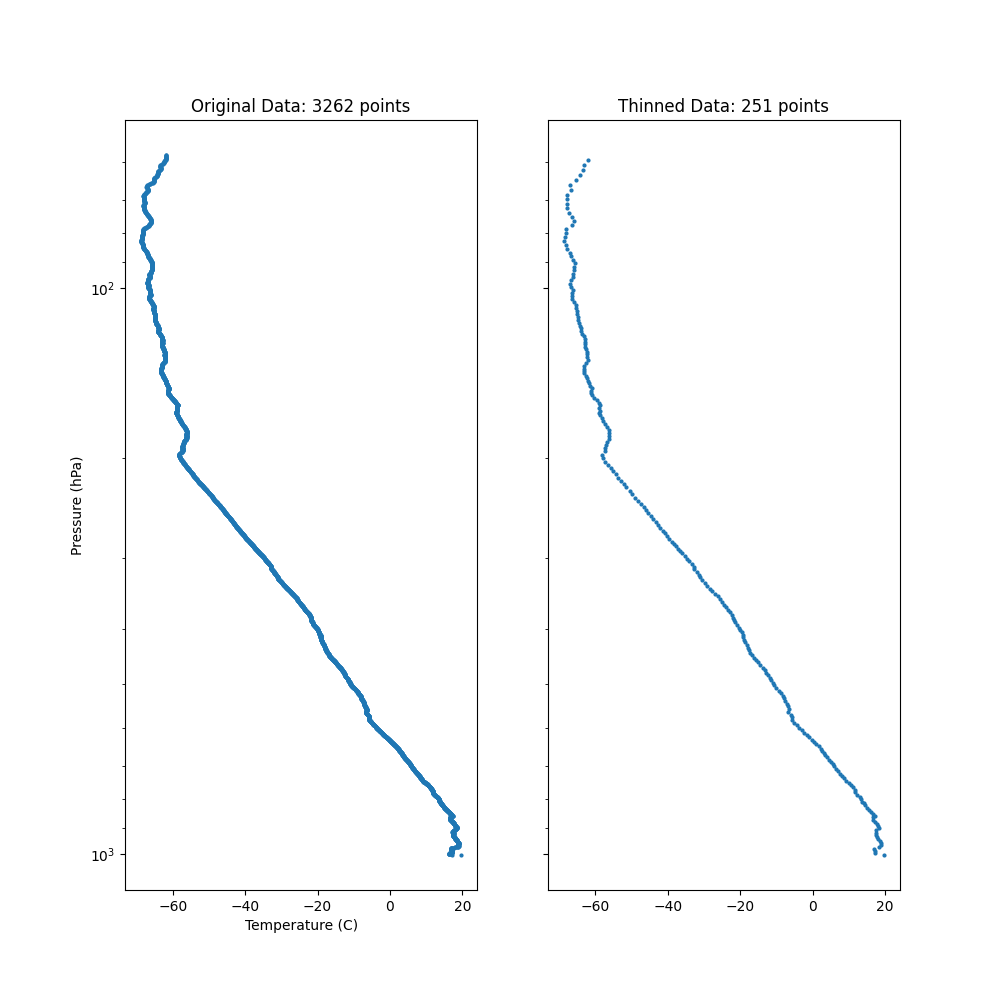 Original Data: 3262 points
Thinned Data: 251 points
10²
10³
Pressure (hPa)
−60 −40 −20 0 20
−60 −40 −20 0 20
Temperature (C)